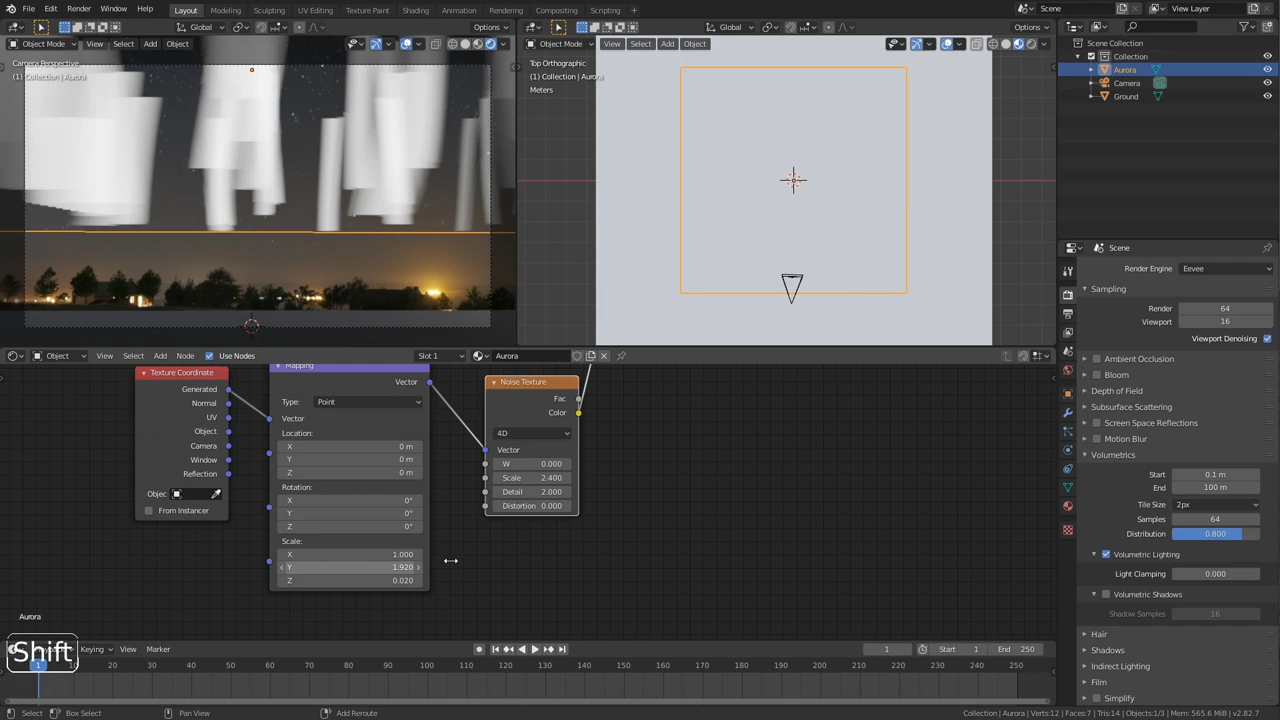 File Edit Render Window Help Layout Modeling Sculpting UV Editing Texture Paint Shading Animation Rendering Compositing Scripting + Scene View Layer
Global Options
Object Mode View Select Add Object
Camera Perspective
(1) Collection | Aurora
Global Options
Object Mode View Select Add Object
Top Orthographic
(1) Collection | Aurora
Meters
Scene Collection
Collection
Aurora
Camera
Ground
Object View Select Add Node Use Nodes Slot 1 Aurora
Texture Coordinate
Generated
Normal
UV
Object
Camera
Window
Reflection
Objec
From Instancer
Mapping
Vector
Type: Point
Vector
Location:
X 0 m
Y 0 m
Z 0 m
Rotation:
X 0°
Y 0°
Z 0°
Scale:
X 1.000
Y 1.920
Z 0.020
Noise Texture
Fac
Color
4D
Vector
W 0.000
Scale 2.400
Detail 2.000
Distortion 0.000
Aurora
Shift
Keying View Marker 1 Start 1 End 250
1 10 20 30 40 50 60 70 80 90 100 110 120 130 140 150 160 170 180 190 200 210 220 230 240 250
Select Box Select Pan View Add Reroute Collection | Aurora | Verts:12 | Faces:7 | Tris:14 | Objects:1/3 | Mem: 565.6 MiB | v2.82.7
Scene
Render Engine Eevee
Sampling
Render 64
Viewport 16
Viewport Denoising
Ambient Occlusion
Bloom
Depth of Field
Subsurface Scattering
Screen Space Reflections
Motion Blur
Volumetrics
Start 0.1 m
End 100 m
Tile Size 2px
Samples 64
Distribution 0.800
Volumetric Lighting
Light Clamping 0.000
Volumetric Shadows
Shadow Samples 16
Hair
Shadows
Indirect Lighting
Film
Simplify